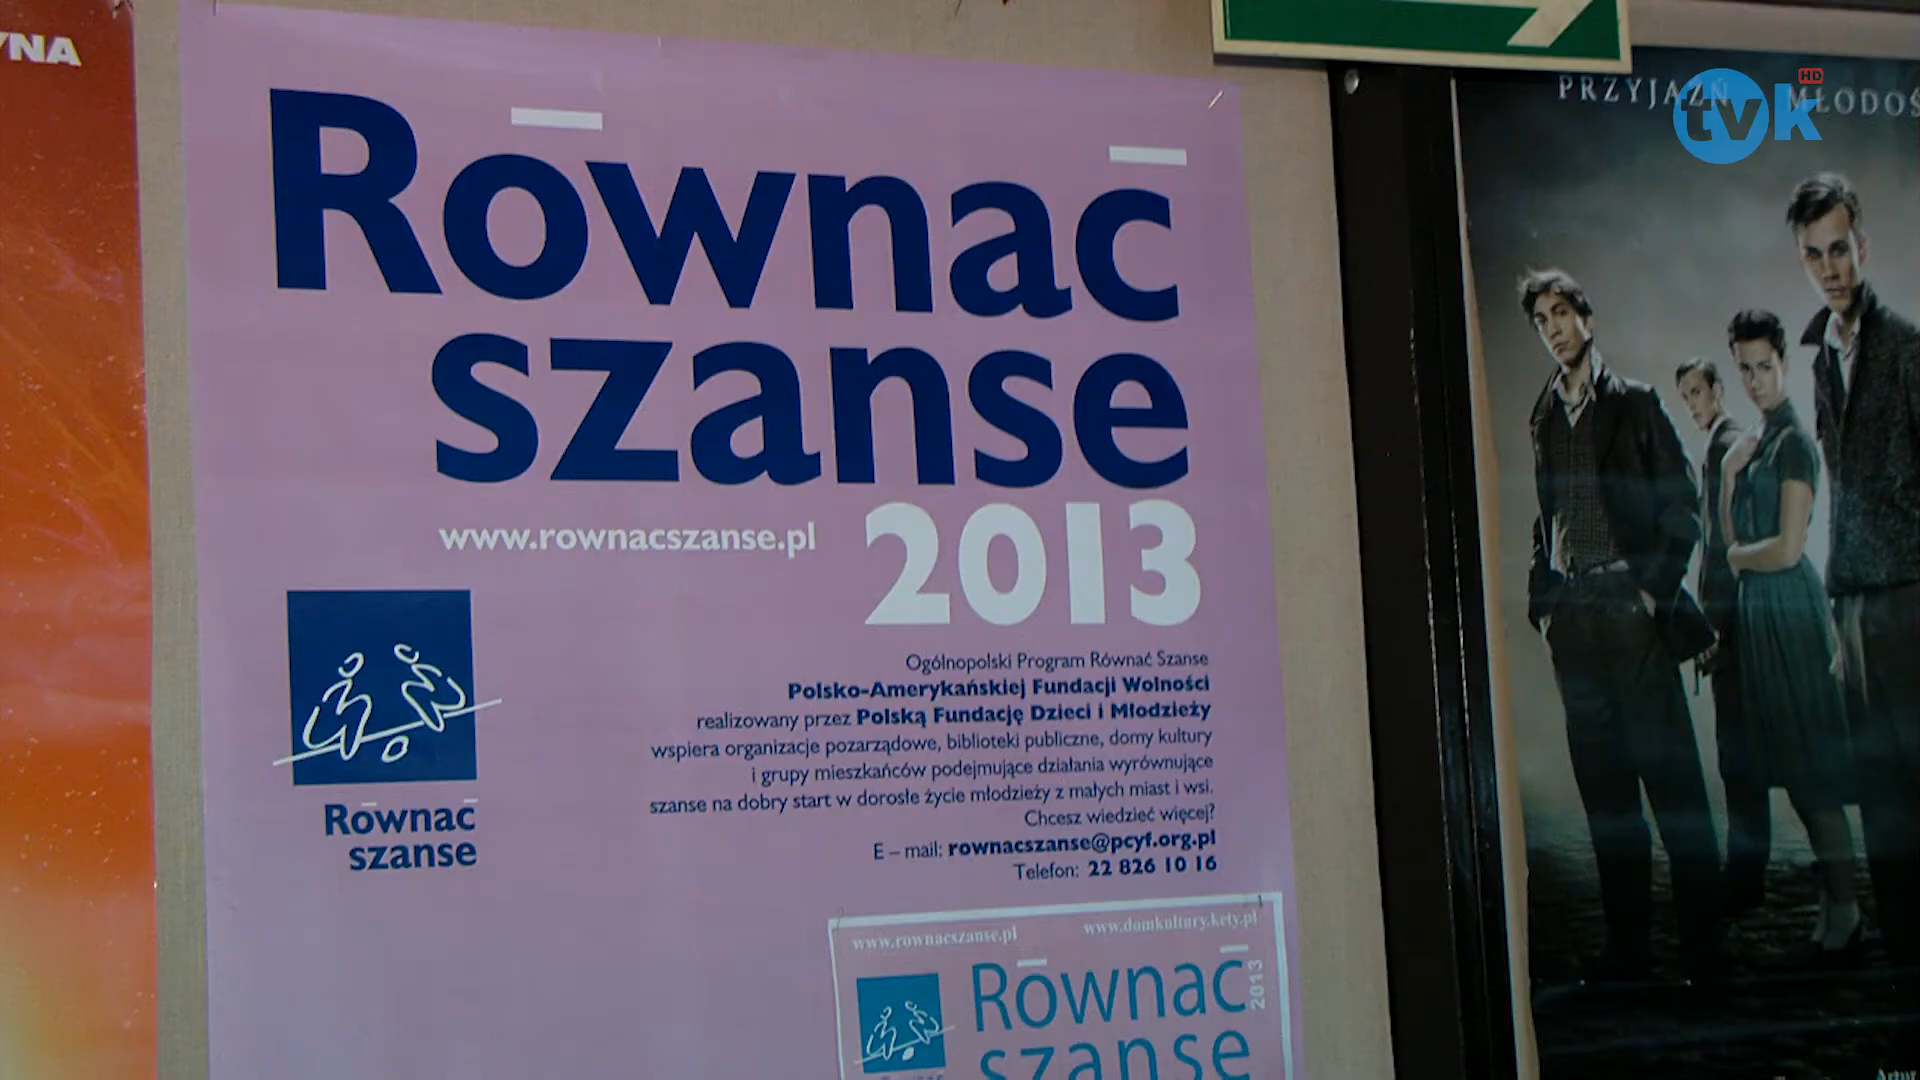 YNA
Równać
szanse
2013
www.rownacszanse.pl
Ogólnopolski Program Równać Szanse
Polsko-Amerykańskiej Fundacji Wolności
realizowany przez Polską Fundację Dzieci i Młodzieży
wspiera organizacje pozarządowe, biblioteki publiczne, domy kultury
i grupy mieszkańców podejmujące działania wyrównujące
szanse na dobry start w dorosłe życie młodzieży z małych miast i wsi.
Chcesz wiedzieć więcej?
E – mail: rownacszanse@pcyf.org.pl
Telefon: 22 826 10 16
Równać
szanse
www.rownacszanse.pl
www.domkultury.kety.pl
Równać
2013
szanse
PRZYJAŹŃ MŁODOŚ
tvk HD